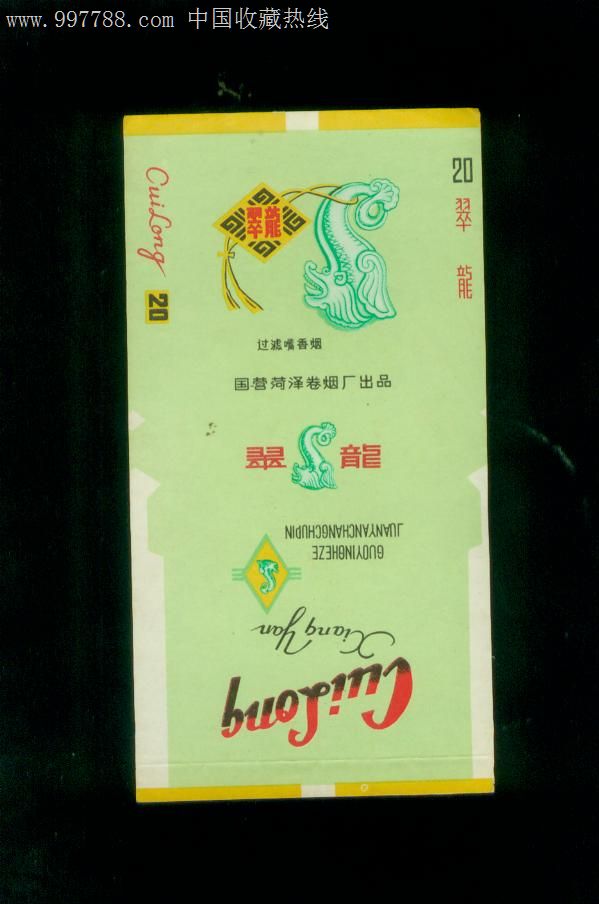 www.997788.com 中国收藏热线
CuiLong
20
20
翠龍
翠龍
过滤嘴香烟
国营菏泽卷烟厂出品
翠龍
GUOYINGHEZE
JUANYANCHANGCHUPIN
Xiang Yan
CuiLong